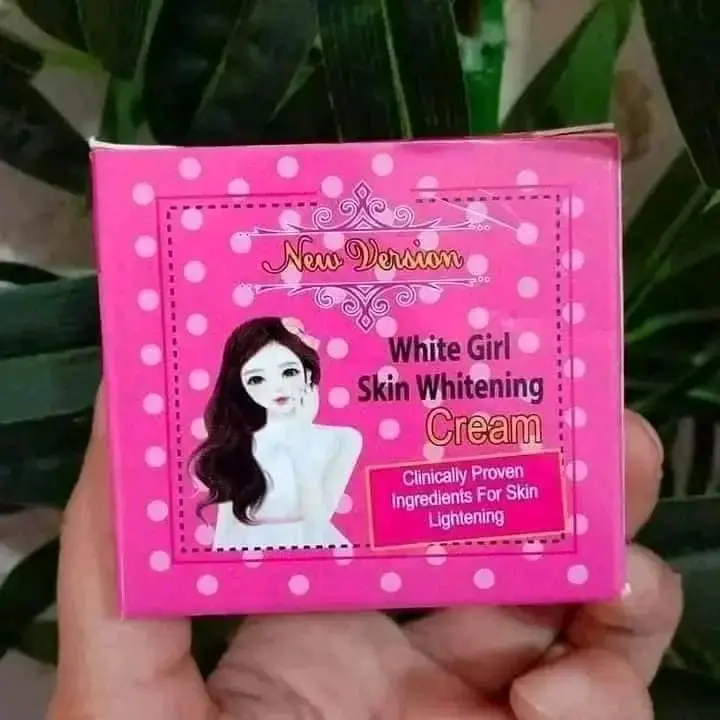 New Version
White Girl
Skin Whitening
Cream
Clinically Proven
Ingredients For Skin
Lightening